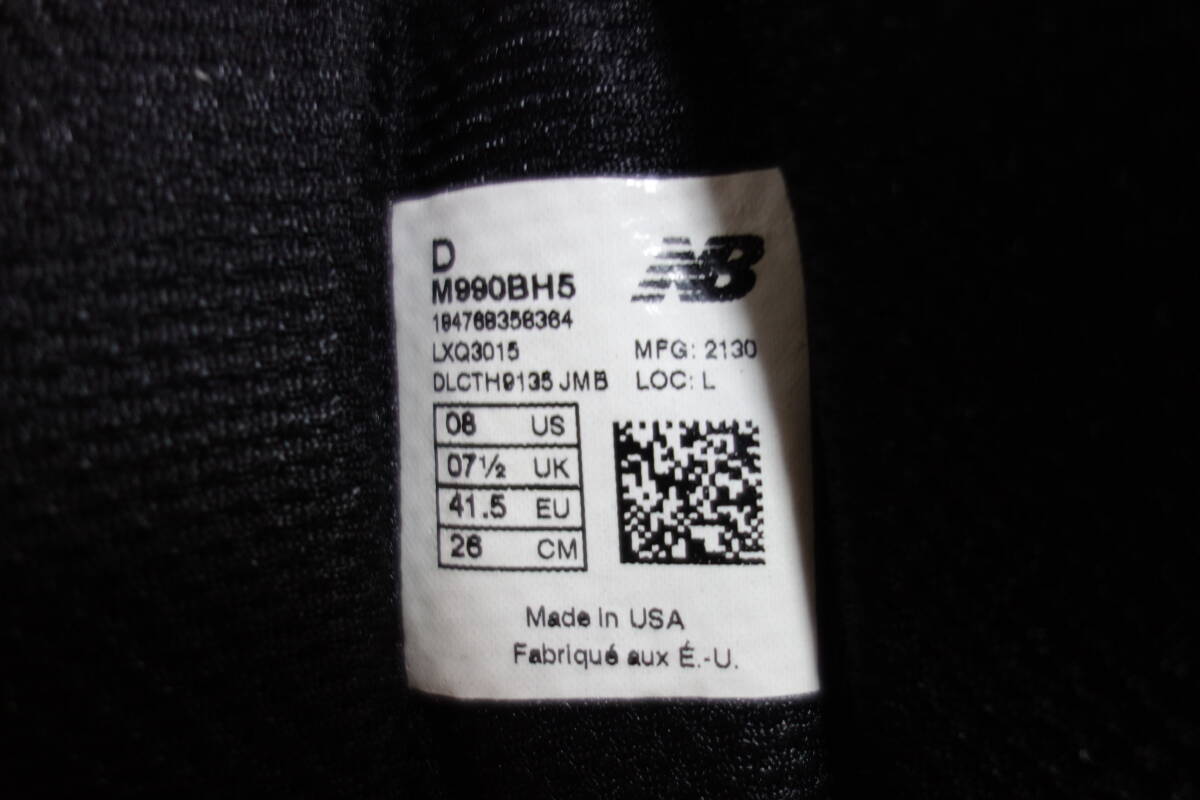 D
NB
M990BH5
194768356364
LXQ3015
MFG: 2130
DLCTH9135 JMB
LOC: L
08 US
07½ UK
41.5 EU
26 CM
Made in USA
Fabriqué aux É.-U.